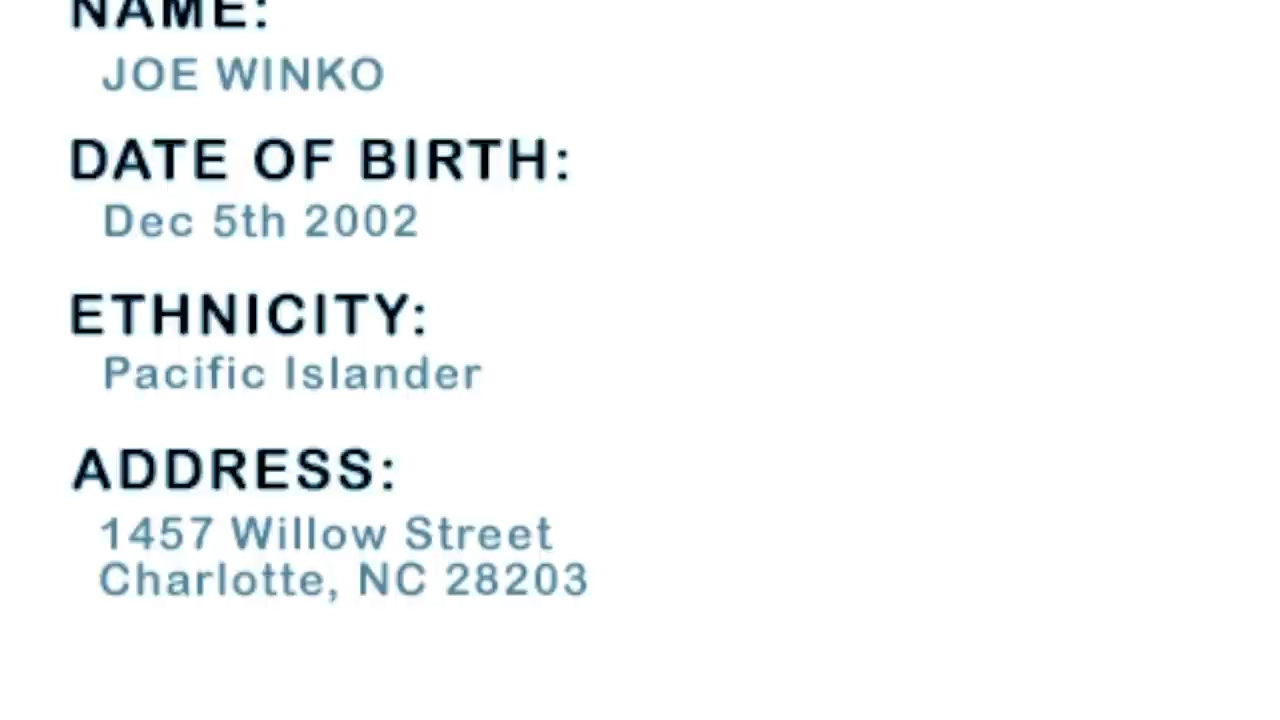 NAME:
JOE WINKO
DATE OF BIRTH:
Dec 5th 2002
ETHNICITY:
Pacific Islander
ADDRESS:
1457 Willow Street
Charlotte, NC 28203